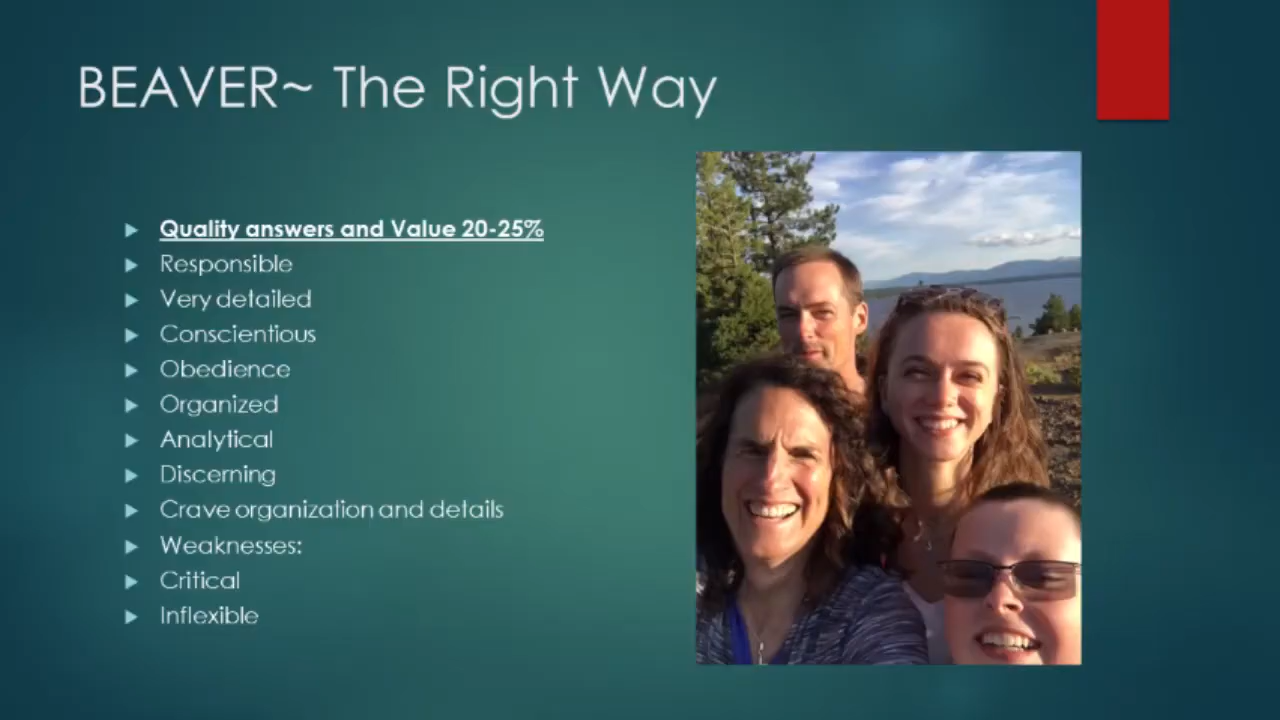 BEAVER~ The Right Way
Quality answers and Value 20-25%
Responsible
Very detailed
Conscientious
Obedience
Organized
Analytical
Discerning
Crave organization and details
Weaknesses:
Critical
Inflexible